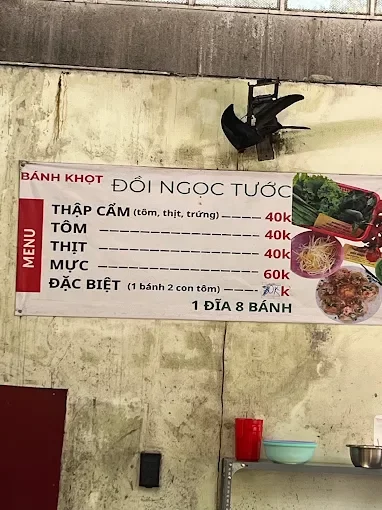 BÁNH KHỌT ĐỒI NGỌC TƯỚC
MENU
THẬP CẨM (tôm, thịt, trứng) ------ 40k
TÔM ------------------ 40k
THỊT ------------------ 40k
MỰC ------------------ 60k
ĐẶC BIỆT (1 bánh 2 con tôm) ------ 70k k
1 ĐĨA 8 BÁNH